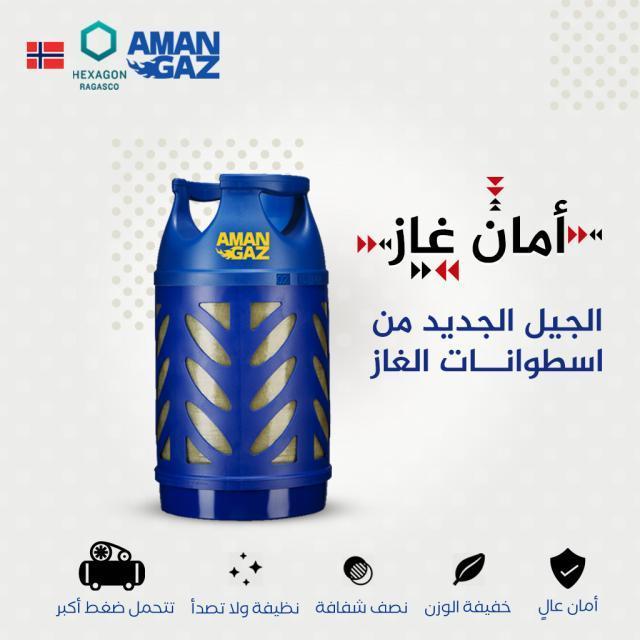 HEXAGON
RAGASCO
AMAN
GAZ
AMAN
GAZ
أمان غاز
الجيل الجديد من
اسطوانـــات الغاز
أمان عالٍ
خفيفة الوزن
نصف شفافة
نظيفة ولا تصدأ
تتحمل ضغط أكبر